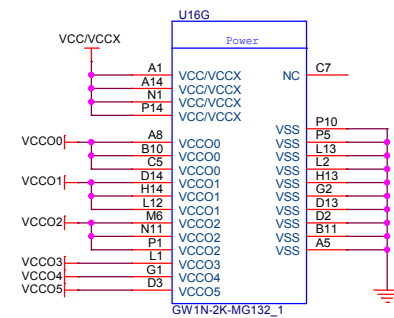 U16G
Power
VCC/VCCX
A1 VCC/VCCX NC C7
A14 VCC/VCCX
N1 VCC/VCCX
P14 VCC/VCCX
VSS P10
VCCO0 A8 VCCO0 VSS P5
B10 VCCO0 VSS L13
C5 VCCO0 VSS L2
VCCO1 D14 VCCO1 VSS H13
H14 VCCO1 VSS G2
L12 VCCO1 VSS D13
VCCO2 M6 VCCO2 VSS D2
N11 VCCO2 VSS B11
P1 VCCO2 VSS A5
VCCO3 L1 VCCO3
VCCO4 G1 VCCO4
VCCO5 D3 VCCO5
GW1N-2K-MG132_1